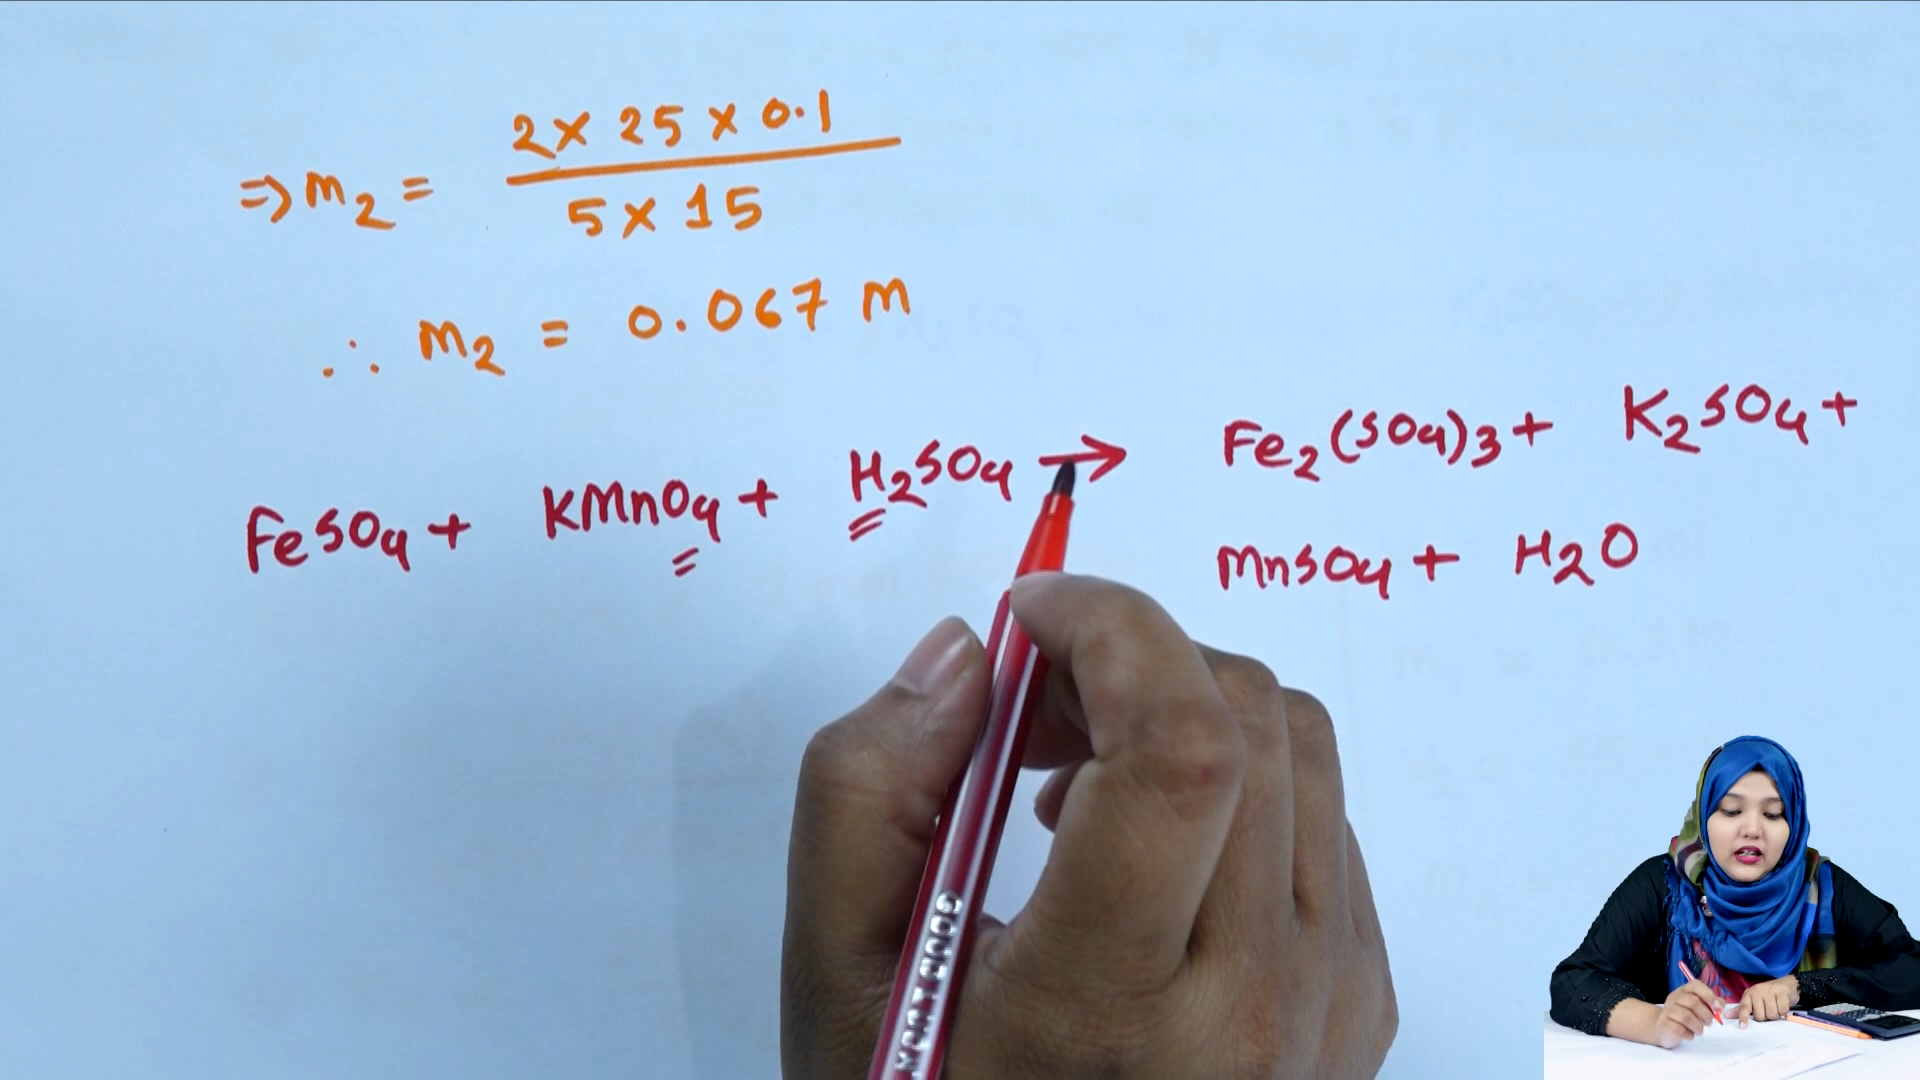 ⇒ m₂ = 2 × 25 × 0.1 / 5 × 15
∴ m₂ = 0.067 M
FeSO₄ + KMnO₄ + H₂SO₄ → Fe₂(SO₄)₃ + K₂SO₄ +
MnSO₄ + H₂O